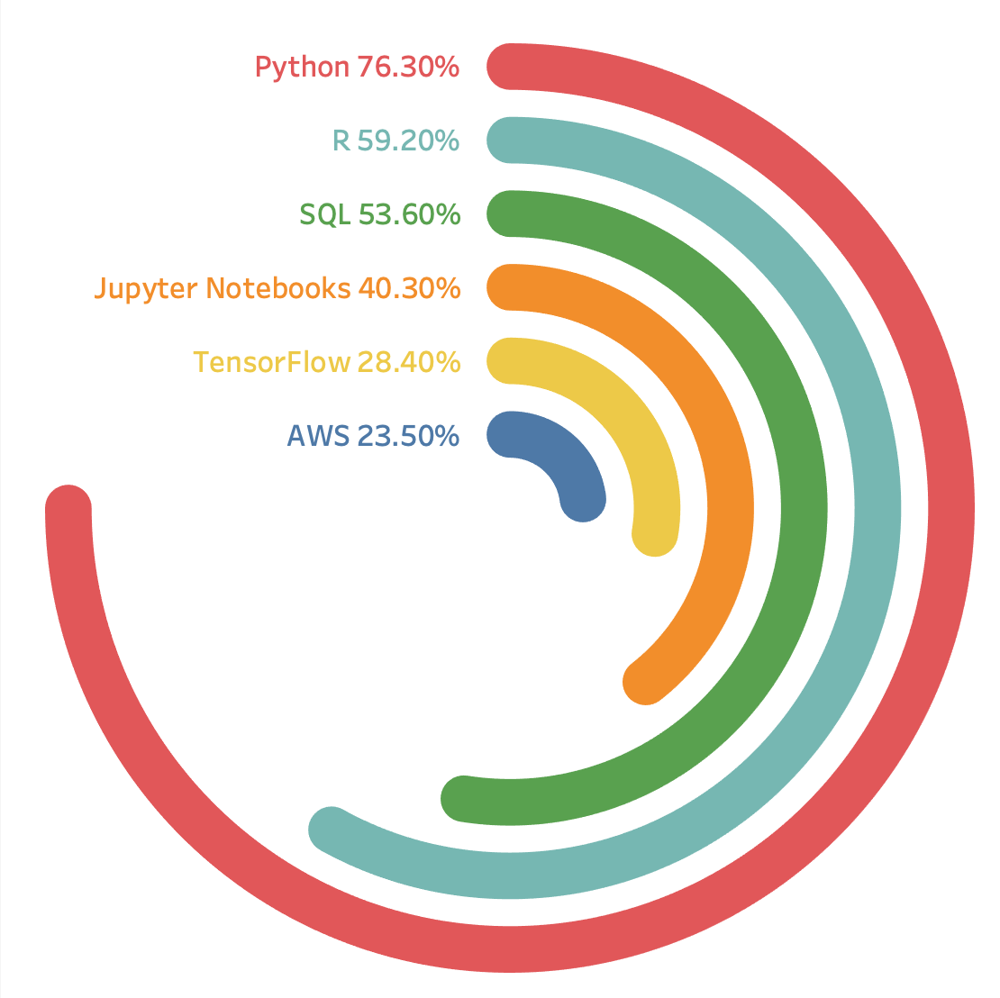 Python 76.30%
R 59.20%
SQL 53.60%
Jupyter Notebooks 40.30%
TensorFlow 28.40%
AWS 23.50%